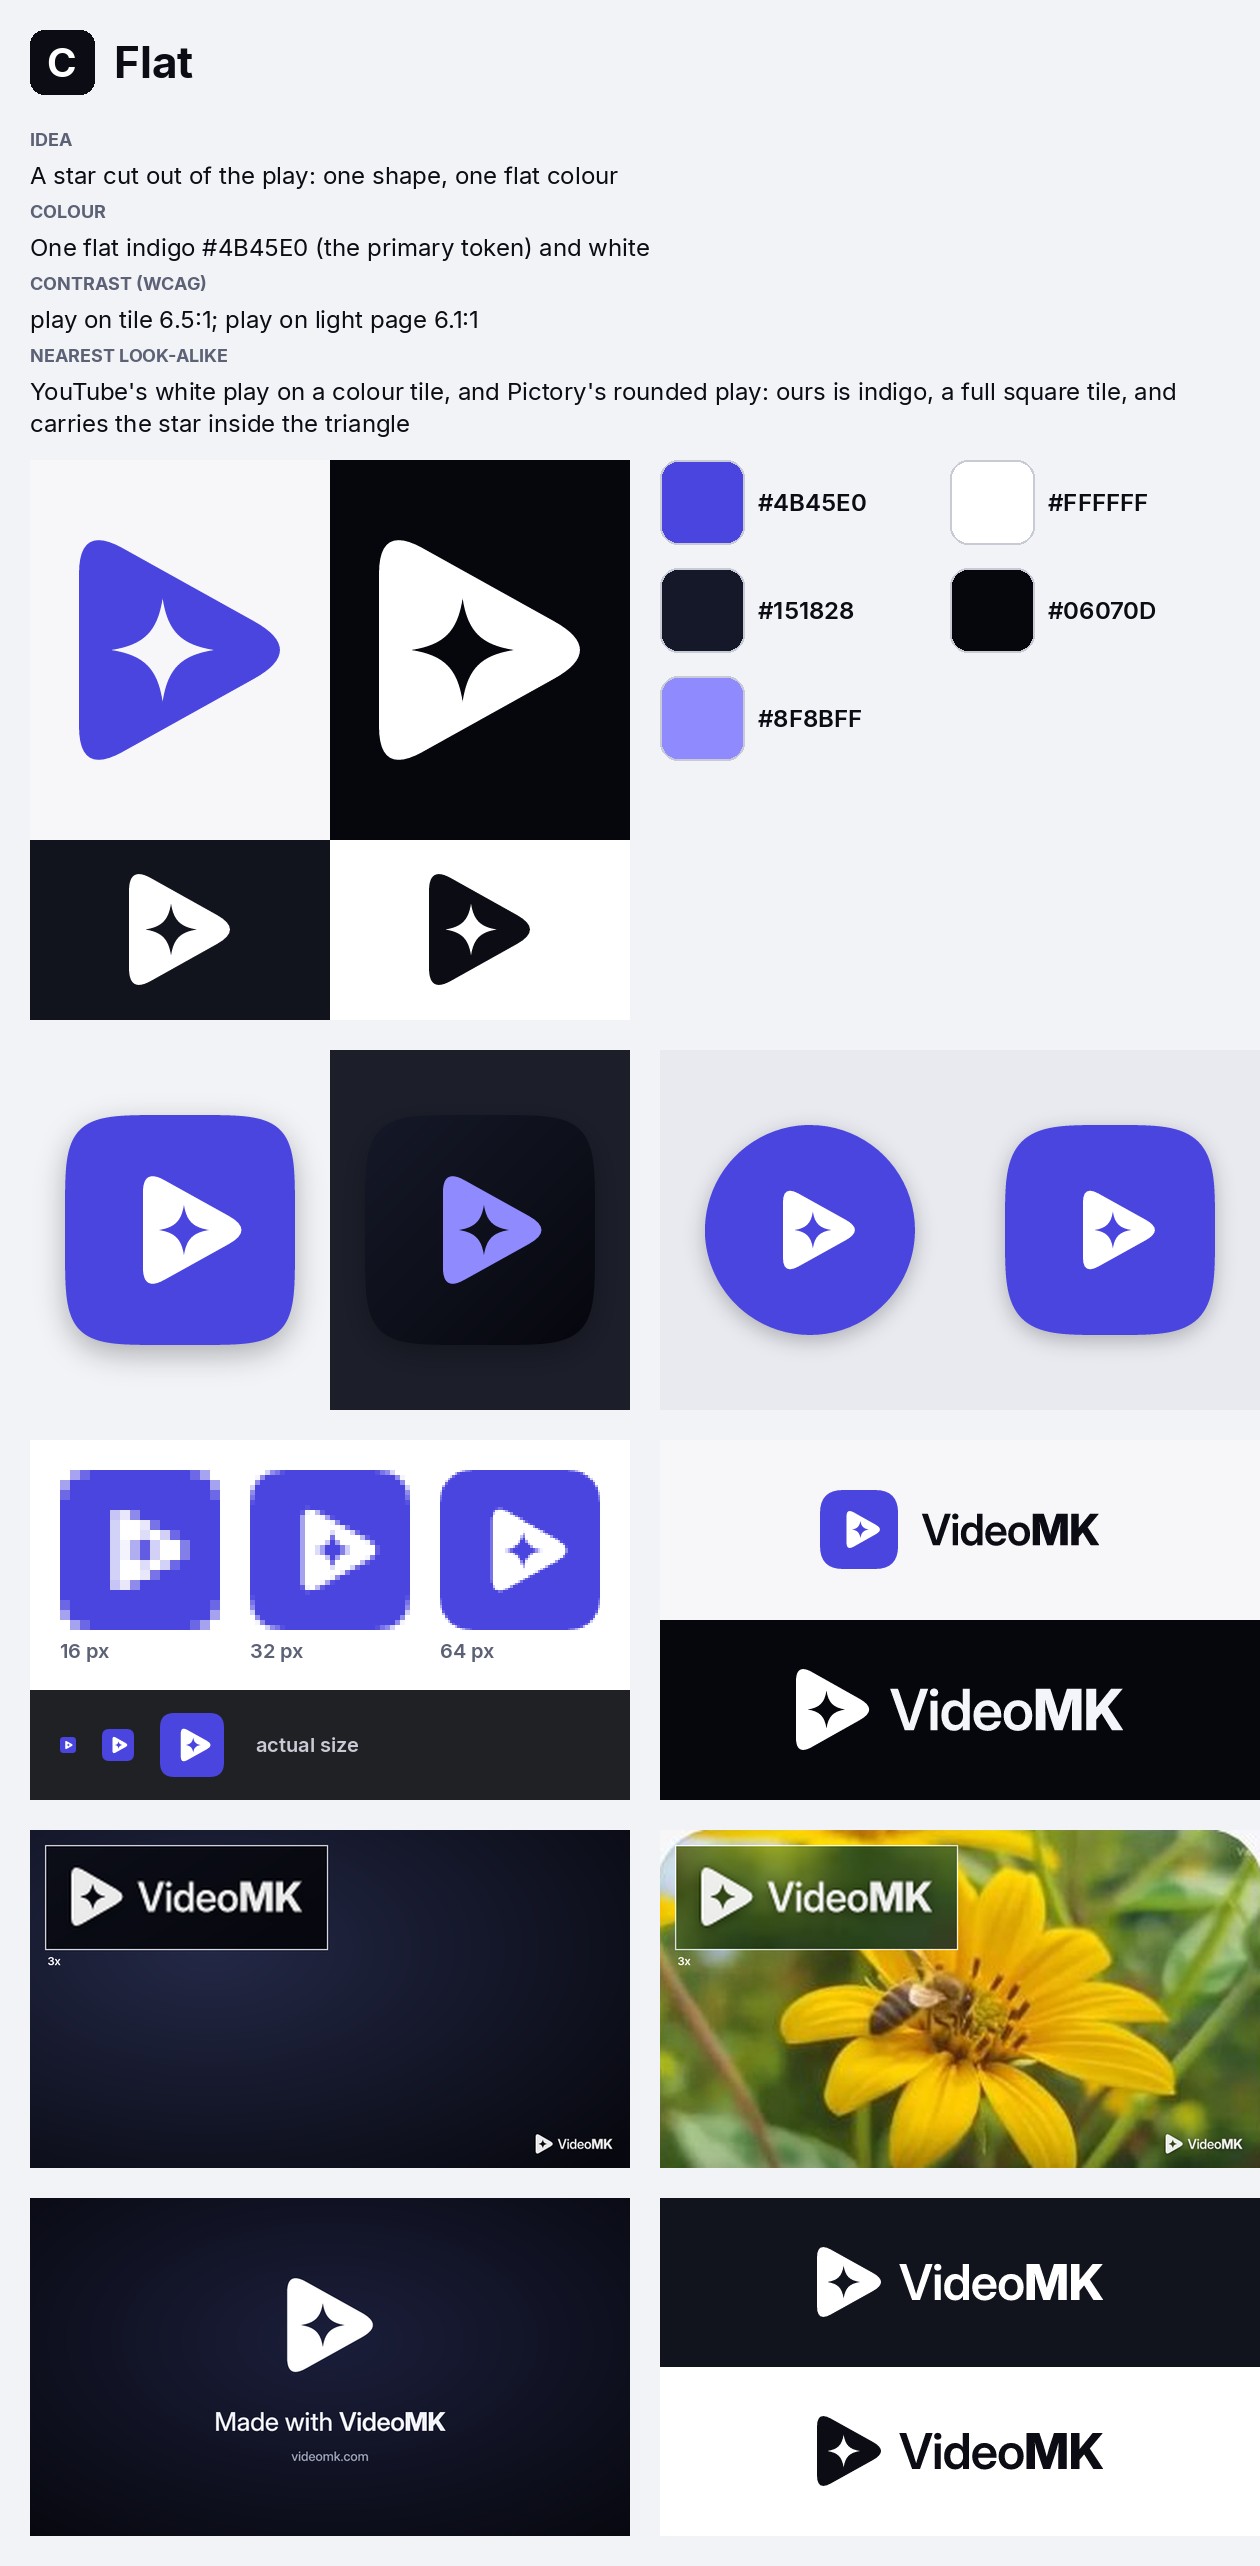 C Flat
IDEA
A star cut out of the play: one shape, one flat colour
COLOUR
One flat indigo #4B45E0 (the primary token) and white
CONTRAST (WCAG)
play on tile 6.5:1; play on light page 6.1:1
NEAREST LOOK-ALIKE
YouTube's white play on a colour tile, and Pictory's rounded play: ours is indigo, a full square tile, and
carries the star inside the triangle
#4B45E0
#FFFFFF
#151828
#06070D
#8F8BFF
16 px
32 px
64 px
actual size
VideoMK
VideoMK
VideoMK
3x
VideoMK
VideoMK
3x
VideoMK
Made with VideoMK
videomk.com
VideoMK
VideoMK